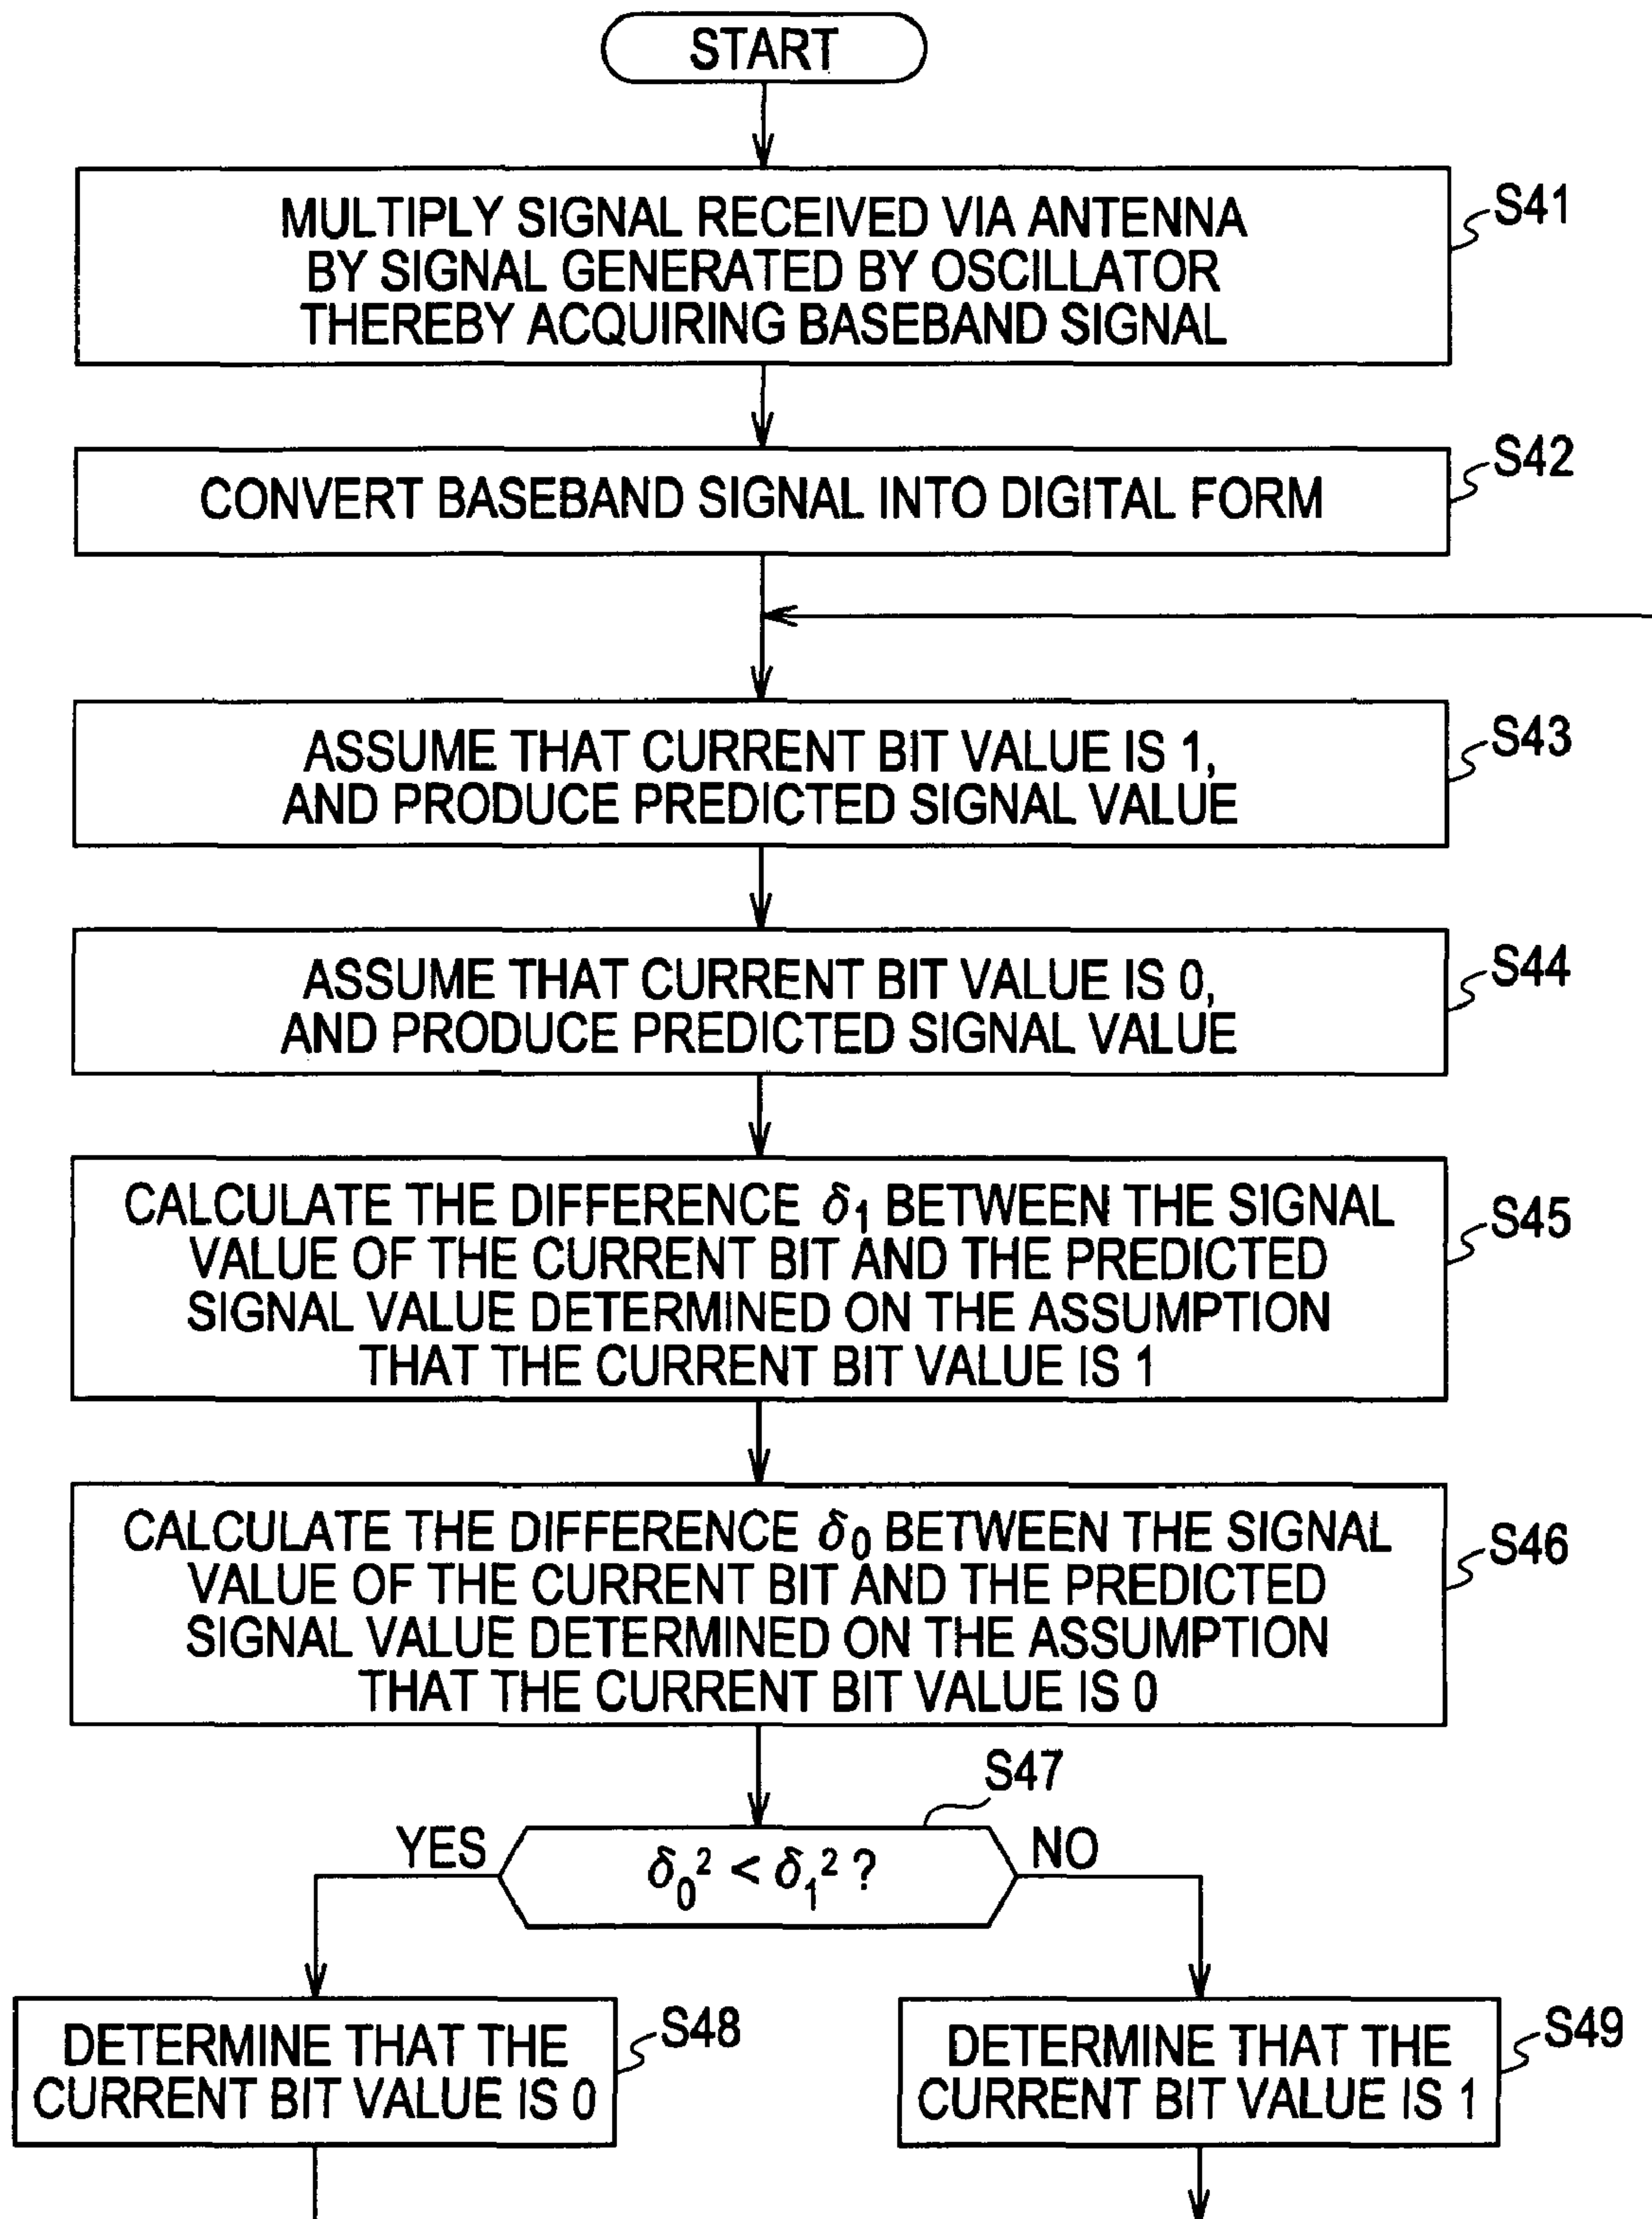 START
MULTIPLY SIGNAL RECEIVED VIA ANTENNA
BY SIGNAL GENERATED BY OSCILLATOR
THEREBY ACQUIRING BASEBAND SIGNAL
S41
CONVERT BASEBAND SIGNAL INTO DIGITAL FORM
S42
ASSUME THAT CURRENT BIT VALUE IS 1,
AND PRODUCE PREDICTED SIGNAL VALUE
S43
ASSUME THAT CURRENT BIT VALUE IS 0,
AND PRODUCE PREDICTED SIGNAL VALUE
S44
CALCULATE THE DIFFERENCE δ₁ BETWEEN THE SIGNAL
VALUE OF THE CURRENT BIT AND THE PREDICTED
SIGNAL VALUE DETERMINED ON THE ASSUMPTION
THAT THE CURRENT BIT VALUE IS 1
S45
CALCULATE THE DIFFERENCE δ₀ BETWEEN THE SIGNAL
VALUE OF THE CURRENT BIT AND THE PREDICTED
SIGNAL VALUE DETERMINED ON THE ASSUMPTION
THAT THE CURRENT BIT VALUE IS 0
S46
S47
YES
δ₀² < δ₁² ?
NO
DETERMINE THAT THE
CURRENT BIT VALUE IS 0
S48
DETERMINE THAT THE
CURRENT BIT VALUE IS 1
S49